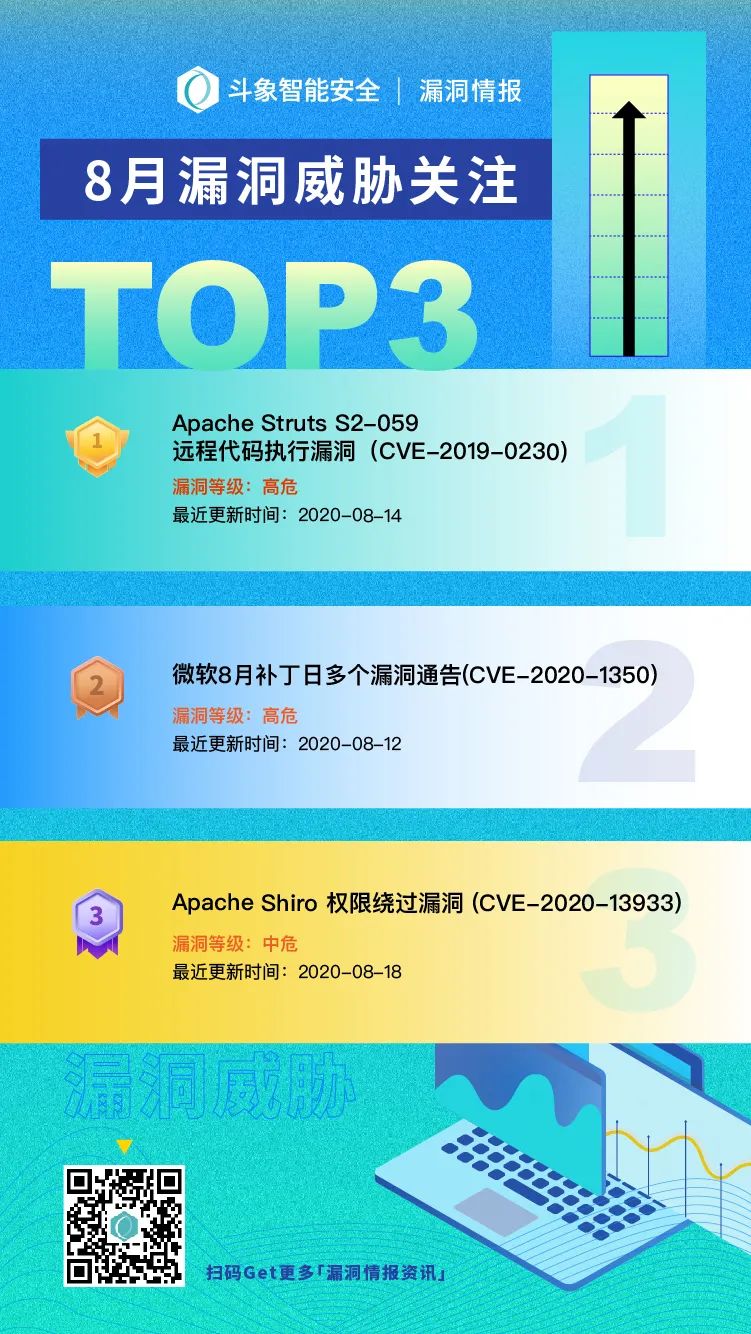 斗象智能安全 | 漏洞情报
8月漏洞威胁关注
TOP3
1
1
Apache Struts S2-059
远程代码执行漏洞（CVE-2019-0230）
漏洞等级：高危
最近更新时间：2020-08-14
2
2
微软8月补丁日多个漏洞通告(CVE-2020-1350)
漏洞等级：高危
最近更新时间：2020-08-12
3
3
Apache Shiro 权限绕过漏洞 (CVE-2020-13933)
漏洞等级：中危
最近更新时间：2020-08-18
漏洞威胁
扫码Get更多「漏洞情报资讯」